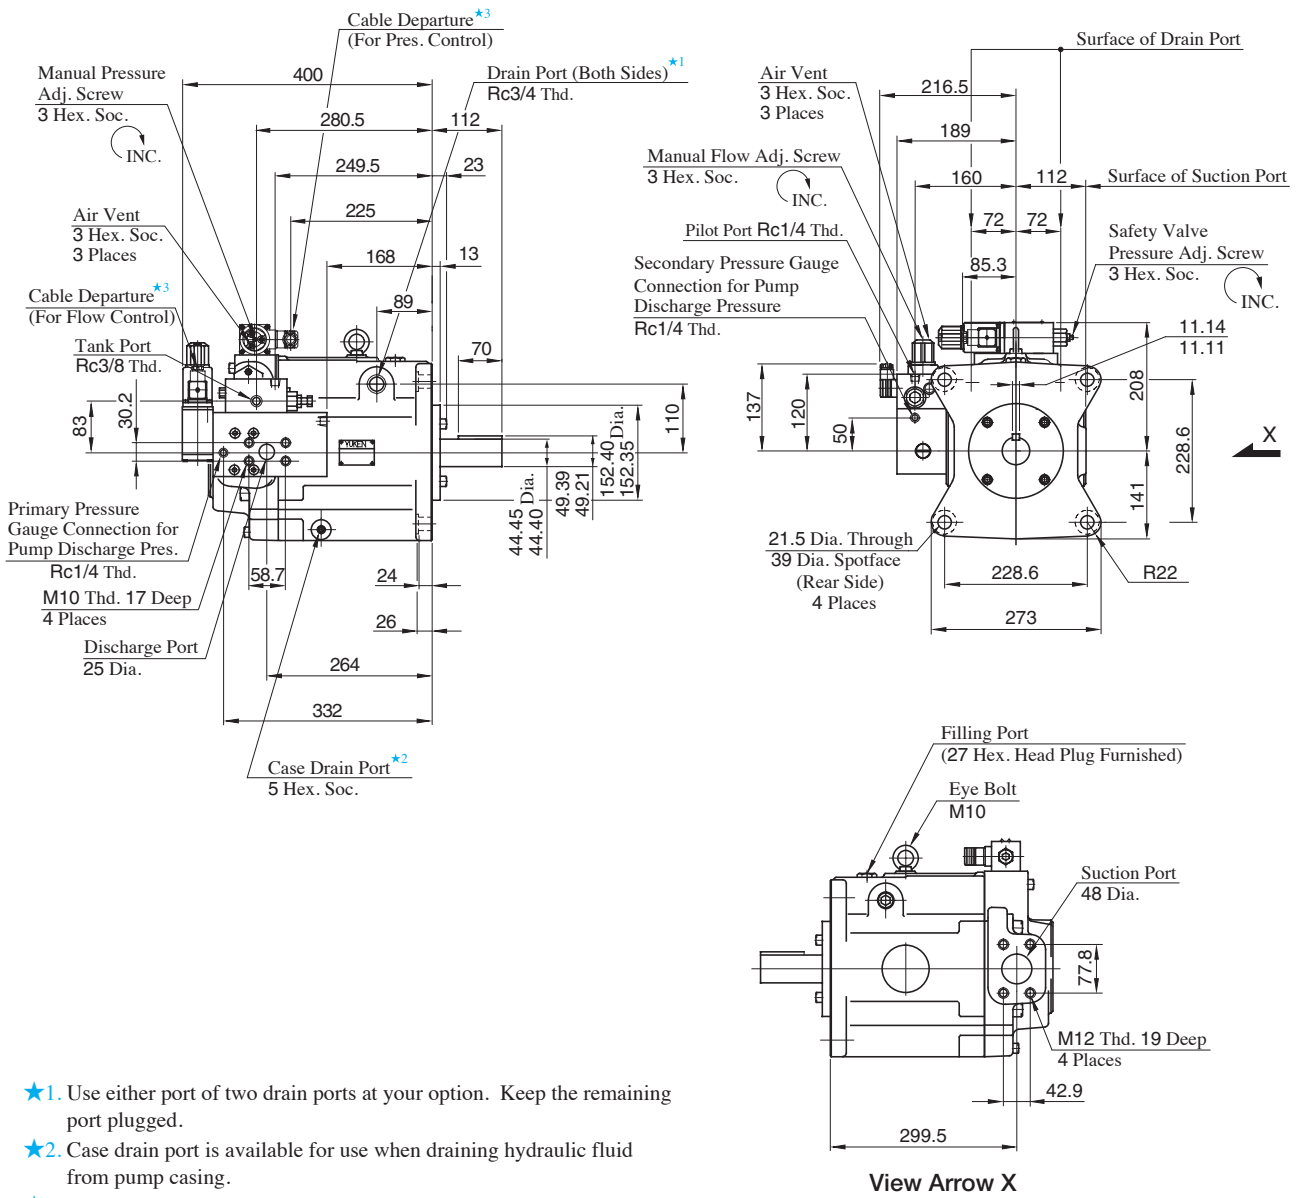 Cable Departure★3
(For Pres. Control)
Manual Pressure
Adj. Screw
3 Hex. Soc.
INC.
400
Drain Port (Both Sides)★1
Rc3/4 Thd.
280.5
112
249.5
23
225
168
13
89
70
Air Vent
3 Hex. Soc.
3 Places
Cable Departure★3
(For Flow Control)
Tank Port
Rc3/8 Thd.
83
30.2
YUKEN
110
152.40
152.35
Dia.
49.39
49.21
44.45
44.40
Dia.
Primary Pressure
Gauge Connection for
Pump Discharge Pres.
Rc1/4 Thd.
58.7
M10 Thd. 17 Deep
4 Places
24
26
Discharge Port
25 Dia.
264
332
Case Drain Port★2
5 Hex. Soc.
Surface of Drain Port
Air Vent
3 Hex. Soc.
3 Places
216.5
189
Manual Flow Adj. Screw
3 Hex. Soc.
INC.
160
112
Surface of Suction Port
Pilot Port Rc1/4 Thd.
72
72
Safety Valve
Pressure Adj. Screw
3 Hex. Soc.
INC.
Secondary Pressure Gauge
Connection for Pump
Discharge Pressure
Rc1/4 Thd.
85.3
11.14
11.11
137
120
50
208
228.6
141
X
21.5 Dia. Through
39 Dia. Spotface
(Rear Side)
4 Places
228.6
R22
273
Filling Port
(27 Hex. Head Plug Furnished)
Eye Bolt
M10
Suction Port
48 Dia.
77.8
M12 Thd. 19 Deep
4 Places
42.9
299.5
View Arrow X
★1. Use either port of two drain ports at your option. Keep the remaining
port plugged.
★2. Case drain port is available for use when draining hydraulic fluid
from pump casing.